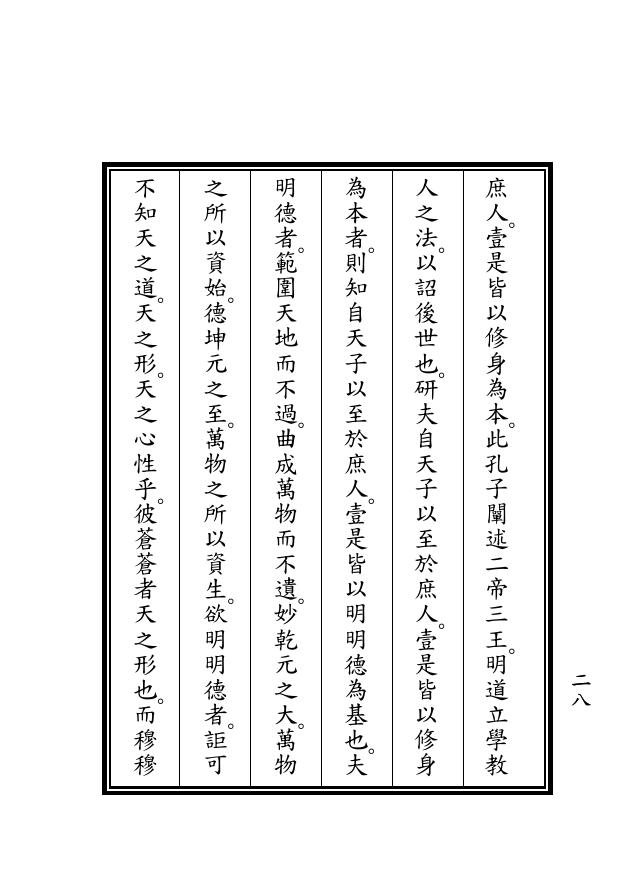 庶人。壹是皆以修身為本。此孔子闡述二帝三王。明道立學教
人之法。以詔後世也。研夫自天子以至於庶人。壹是皆以修身
為本者。則知自天子以至於庶人。壹是皆以明明德為基也。夫
明德者。範圍天地而不過。曲成萬物而不遺。妙乾元之大。萬物
之所以資始。德坤元之至。萬物之所以資生。欲明明德者。詎可
不知天之道。天之形。天之心性乎。彼蒼蒼者天之形也。而穆穆
二八